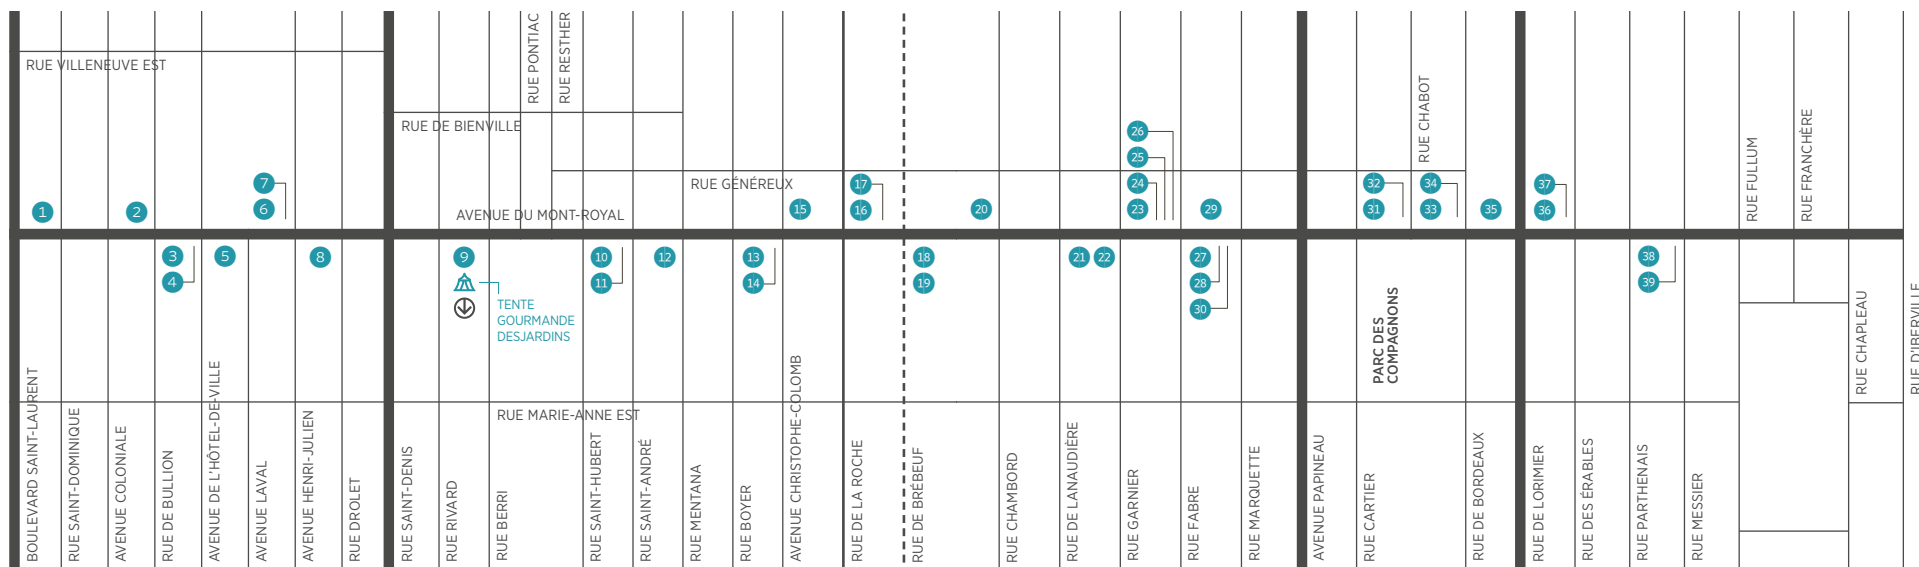 RUE VILLENEUVE EST
RUE PONTIAC
RUE RESTHER
RUE DE BIENVILLE
RUE GÉNÉREUX
AVENUE DU MONT-ROYAL
RUE CHABOT
RUE FULLUM
RUE FRANCHÈRE
1
2
7
6
15
17
16
20
26
25
24
23
29
32
31
34
33
35
37
36
3
4
5
8
9
10
11
12
13
14
18
19
21
22
27
28
30
38
39
TENTE
GOURMANDE
DESJARDINS
PARC DES
COMPAGNONS
RUE MARIE-ANNE EST
BOULEVARD SAINT-LAURENT
RUE SAINT-DOMINIQUE
AVENUE COLONIALE
RUE DE BULLION
AVENUE DE L'HÔTEL-DE-VILLE
AVENUE LAVAL
AVENUE HENRI-JULIEN
RUE DROLET
RUE SAINT-DENIS
RUE RIVARD
RUE BERRI
RUE SAINT-HUBERT
RUE SAINT-ANDRÉ
RUE MENTANA
RUE BOYER
AVENUE CHRISTOPHE-COLOMB
RUE DE LA ROCHE
RUE DE BRÉBEUF
RUE CHAMBORD
RUE DE LANAUDIÈRE
RUE GARNIER
RUE FABRE
RUE MARQUETTE
AVENUE PAPINEAU
RUE CARTIER
RUE DE BORDEAUX
RUE DE LORIMIER
RUE DES ÉRABLES
RUE PARTHENAIS
RUE MESSIER
RUE CHAPLEAU
RUE D'IBERVILLE